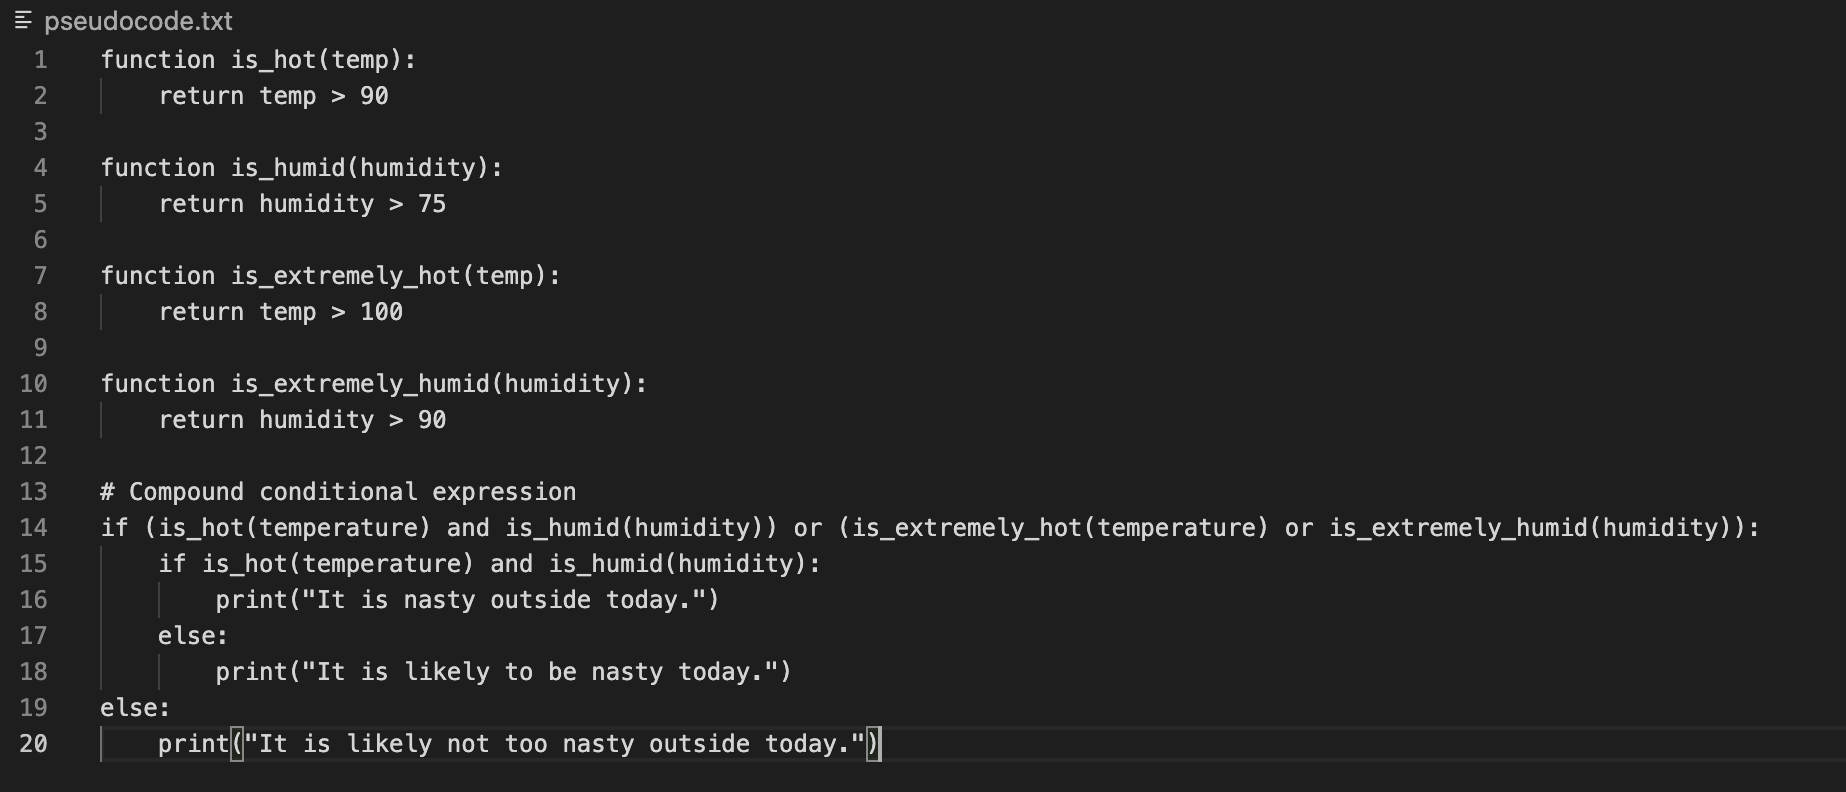 pseudocode.txt
1 function is_hot(temp):
2     return temp > 90
3
4 function is_humid(humidity):
5     return humidity > 75
6
7 function is_extremely_hot(temp):
8     return temp > 100
9
10 function is_extremely_humid(humidity):
11     return humidity > 90
12
13 # Compound conditional expression
14 if (is_hot(temperature) and is_humid(humidity)) or (is_extremely_hot(temperature) or is_extremely_humid(humidity)):
15     if is_hot(temperature) and is_humid(humidity):
16         print("It is nasty outside today.")
17     else:
18         print("It is likely to be nasty today.")
19 else:
20     print("It is likely not too nasty outside today.")